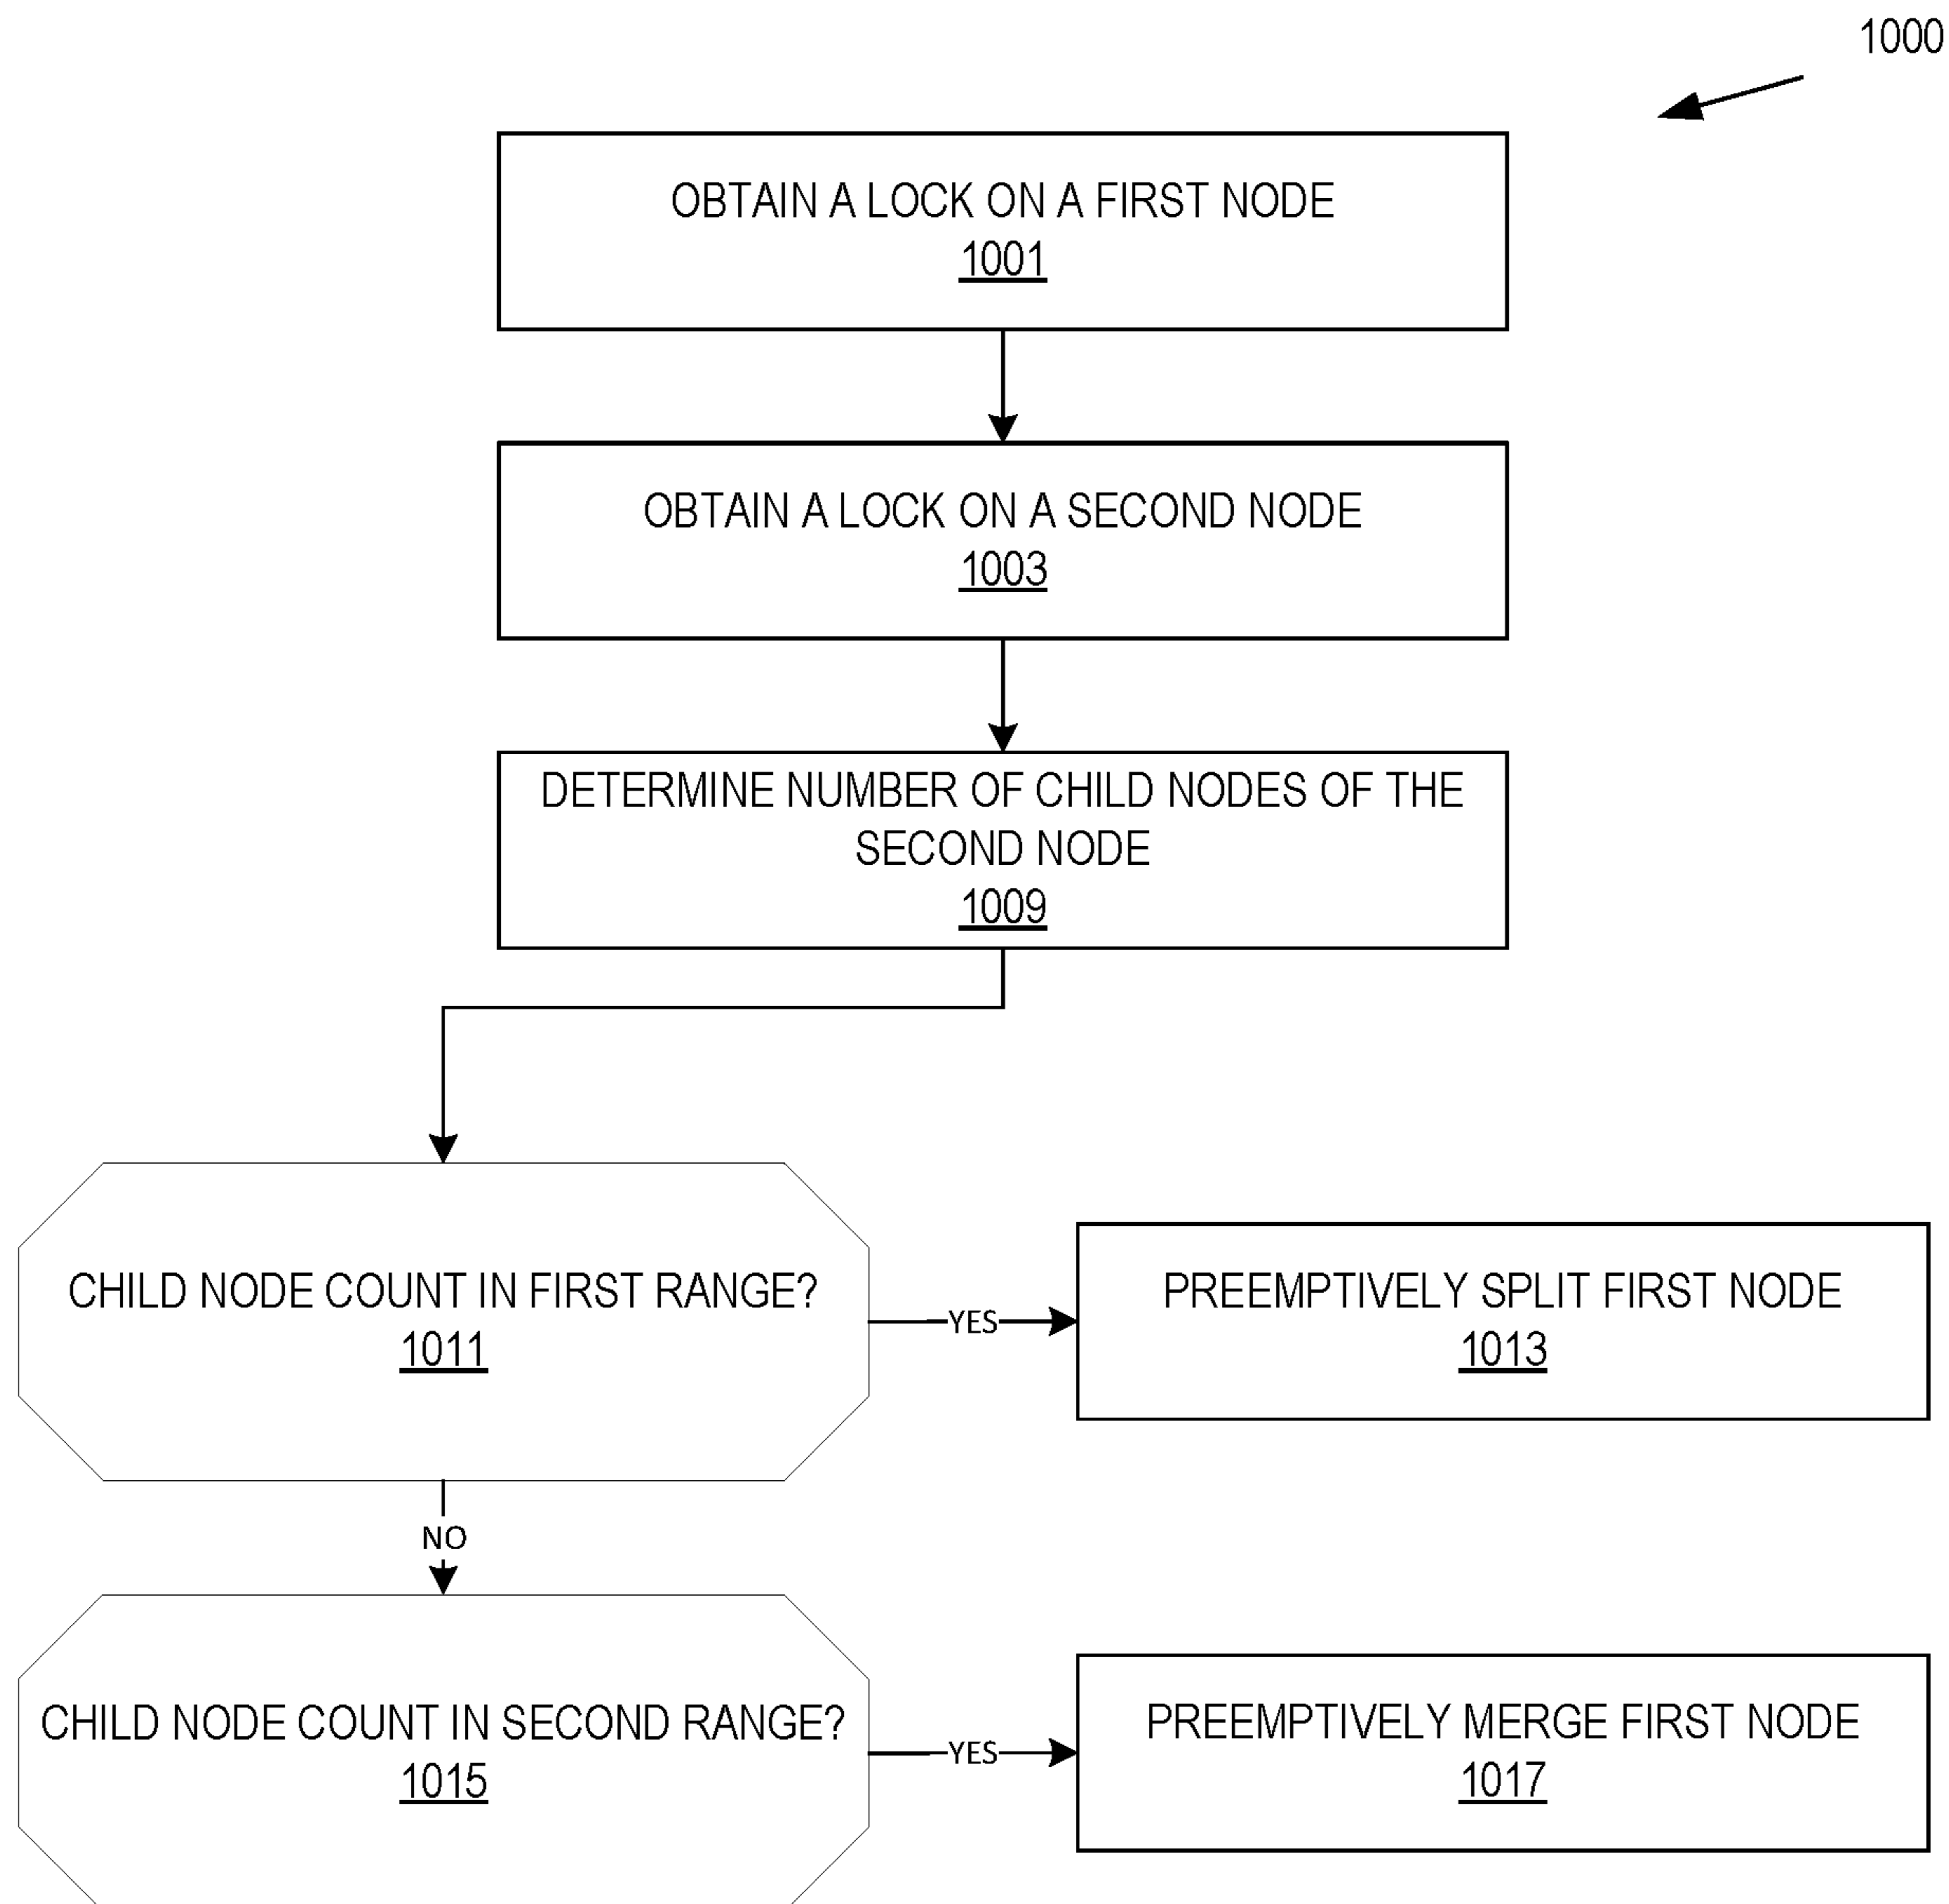 1000
OBTAIN A LOCK ON A FIRST NODE
1001
OBTAIN A LOCK ON A SECOND NODE
1003
DETERMINE NUMBER OF CHILD NODES OF THE
SECOND NODE
1009
CHILD NODE COUNT IN FIRST RANGE?
1011
YES
PREEMPTIVELY SPLIT FIRST NODE
1013
NO
CHILD NODE COUNT IN SECOND RANGE?
1015
YES
PREEMPTIVELY MERGE FIRST NODE
1017